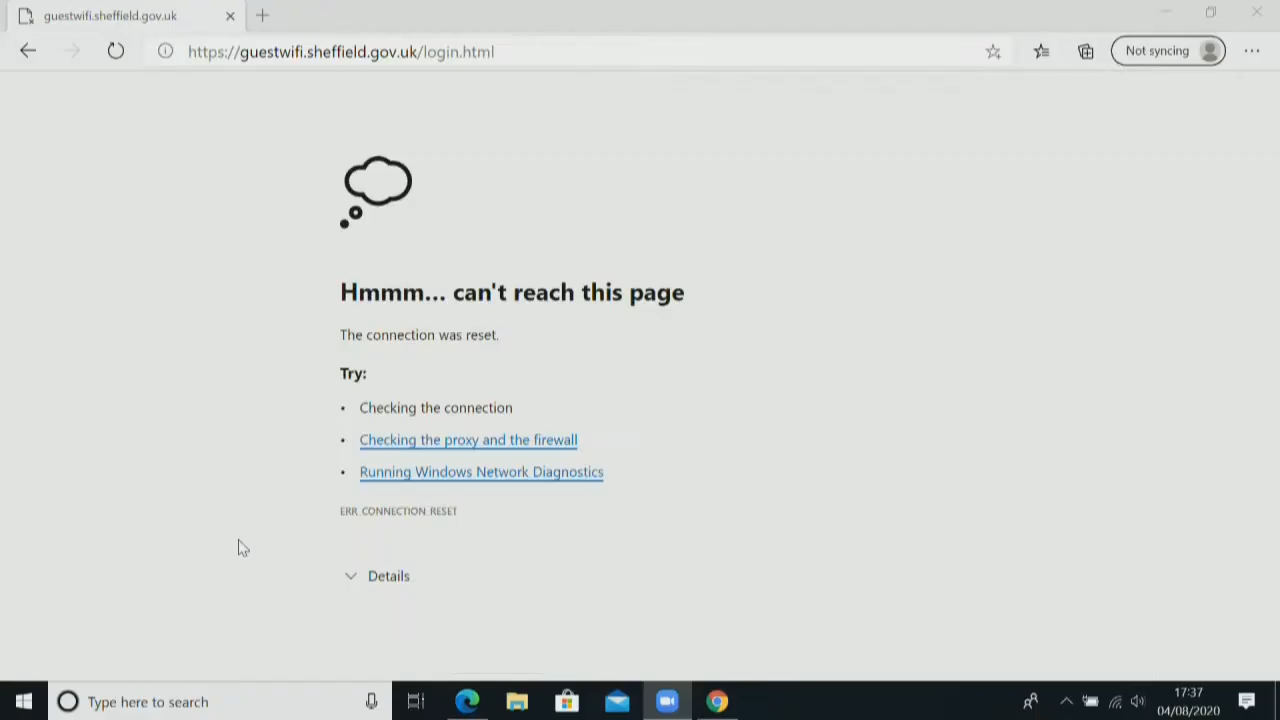 guestwifi.sheffield.gov.uk
https://guestwifi.sheffield.gov.uk/login.html
Not syncing
Hmmm... can't reach this page
The connection was reset.
Try:
• Checking the connection
• Checking the proxy and the firewall
• Running Windows Network Diagnostics
ERR_CONNECTION_RESET
Details
Type here to search
17:37
04/08/2020